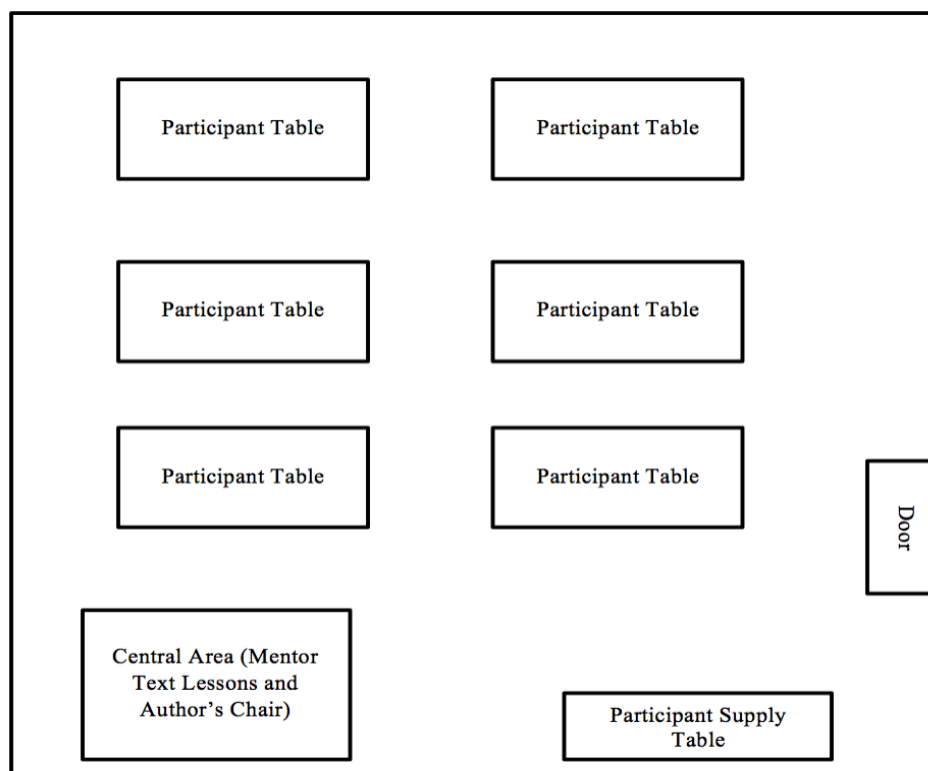 Participant Table
Participant Table
Participant Table
Participant Table
Participant Table
Participant Table
Door
Central Area (Mentor
Text Lessons and
Author’s Chair)
Participant Supply
Table